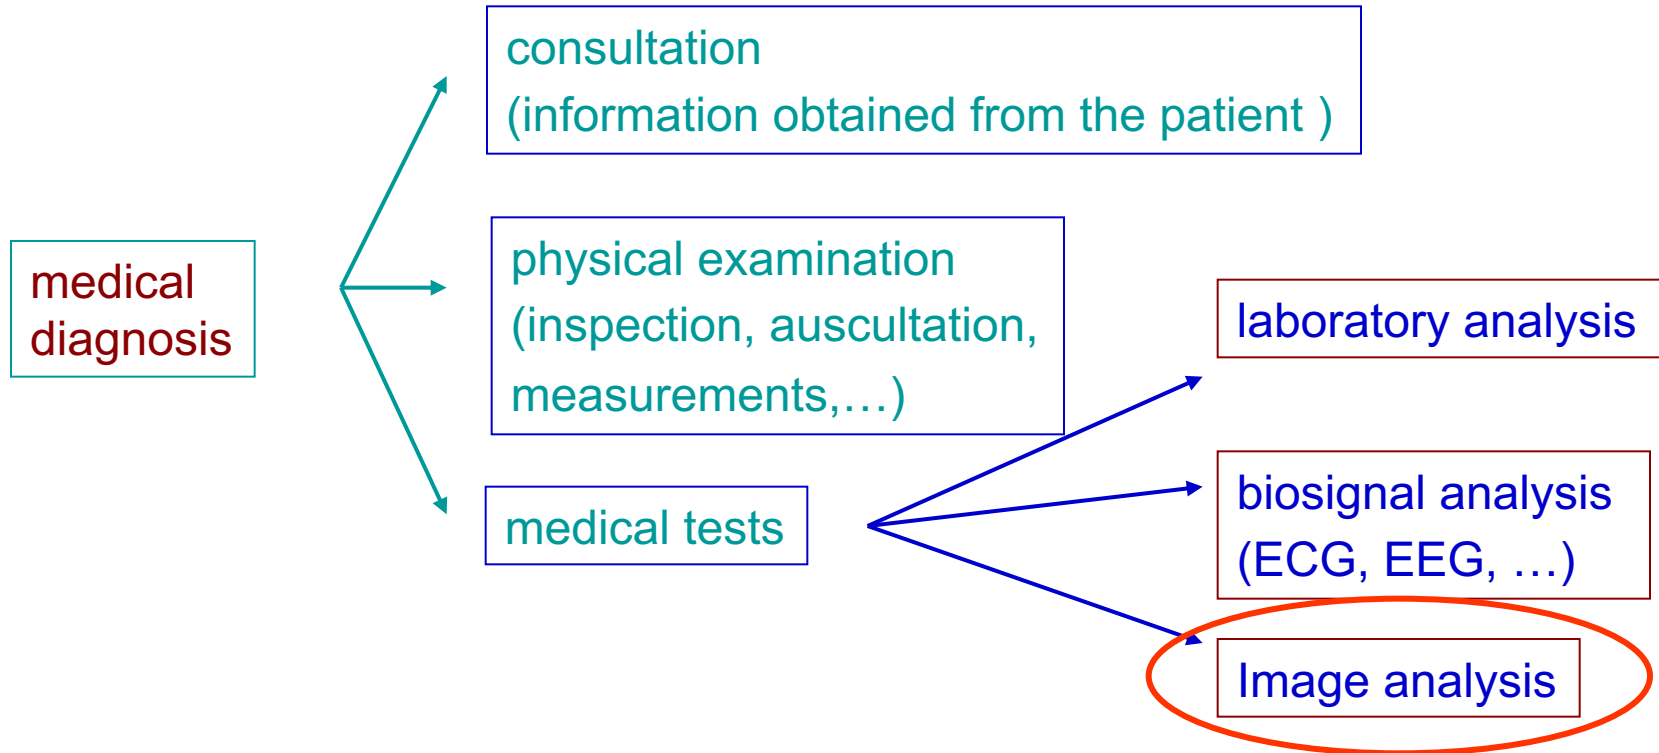 consultation
(information obtained from the patient )
medical
diagnosis
physical examination
(inspection, auscultation,
measurements,…)
medical tests
laboratory analysis
biosignal analysis
(ECG, EEG, …)
Image analysis